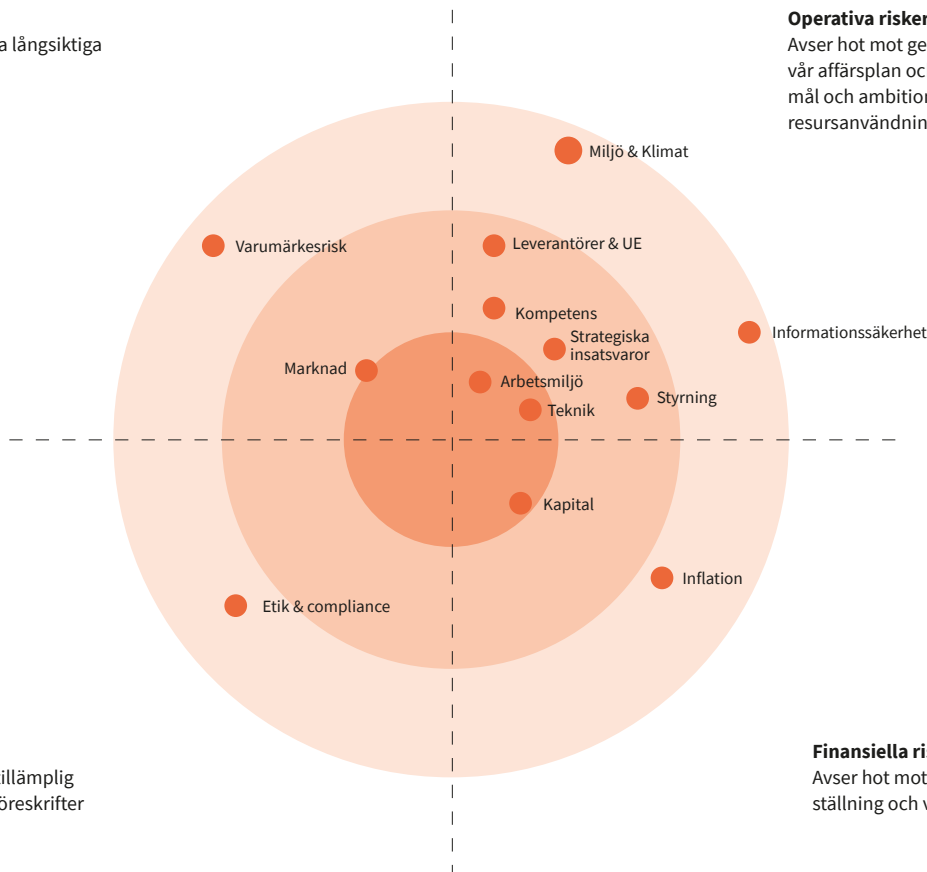 a långsiktiga
Operativa risker
Avser hot mot ge
vår affärsplan oc
mål och ambition
resursanvändnin
Miljö & Klimat
Varumärkesrisk
Leverantörer & UE
Kompetens
Informationssäkerhet
Strategiska
insatsvaror
Marknad
Arbetsmiljö
Styrning
Teknik
Kapital
Inflation
Etik & compliance
illämplig
öreskrifter
Finansiella ris
Avser hot mot
ställning och v